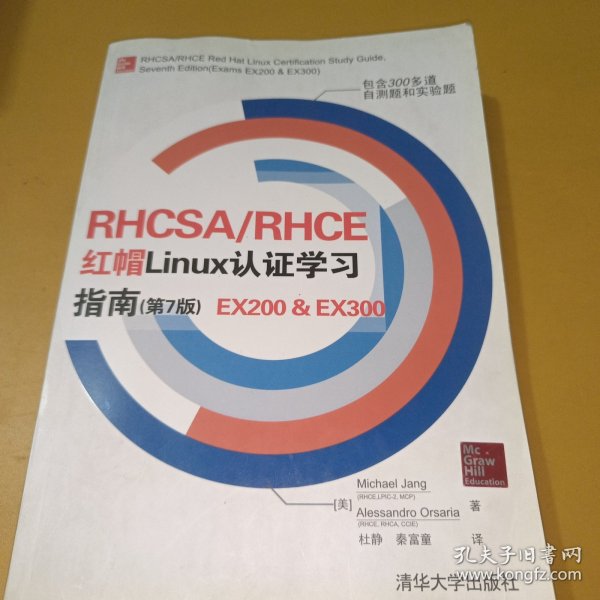 RHCSA/RHCE Red Hat Linux Certification Study Guide,
Seventh Edition(Exams EX200 & EX300)
包含300多道
自测题和实验题
RHCSA/RHCE
红帽Linux认证学习
指南(第7版) EX200 & EX300
Mc
Graw
Hill
Education
[美] Michael Jang
(RHCE,LPIC-2, MCP)
Alessandro Orsaria 著
(RHCE, RHCA, CCIE)
杜静 秦富童 译
清华大学出版社
孔夫子旧书网
www.kongfz.com